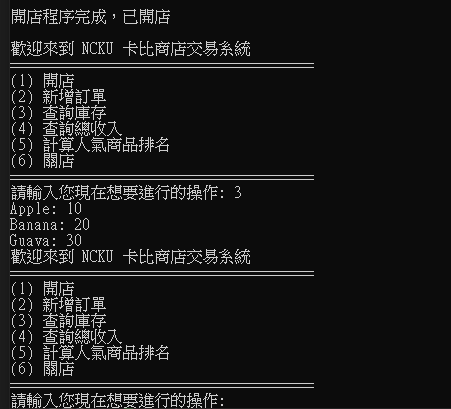 開店程序完成，已開店
歡迎來到 NCKU 卡比商店交易系統
(1) 開店
(2) 新增訂單
(3) 查詢庫存
(4) 查詢總收入
(5) 計算人氣商品排名
(6) 關店
請輸入您現在想要進行的操作: 3
Apple: 10
Banana: 20
Guava: 30
歡迎來到 NCKU 卡比商店交易系統
(1) 開店
(2) 新增訂單
(3) 查詢庫存
(4) 查詢總收入
(5) 計算人氣商品排名
(6) 關店
請輸入您現在想要進行的操作: